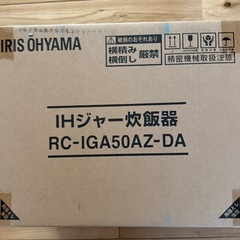 IRIS OHYAMA
破損のおそれあり
横積み
横倒し
厳禁
精密機械取扱注意
IHジャー炊飯器
RC-IGA50AZ-DA